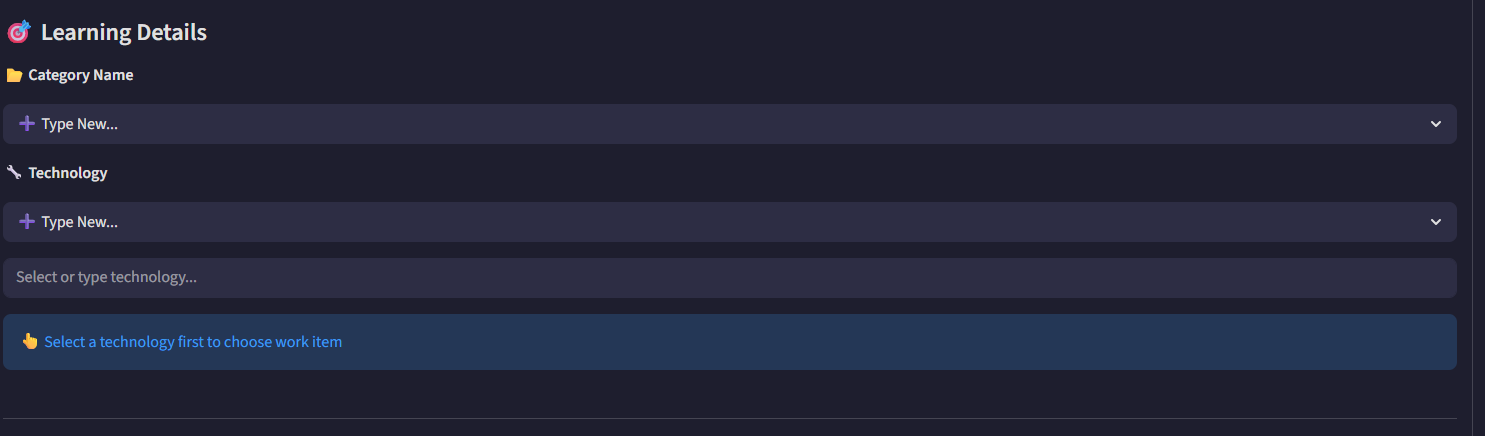 🎯 Learning Details
📂 Category Name
➕ Type New...
🔧 Technology
➕ Type New...
Select or type technology...
👆 Select a technology first to choose work item